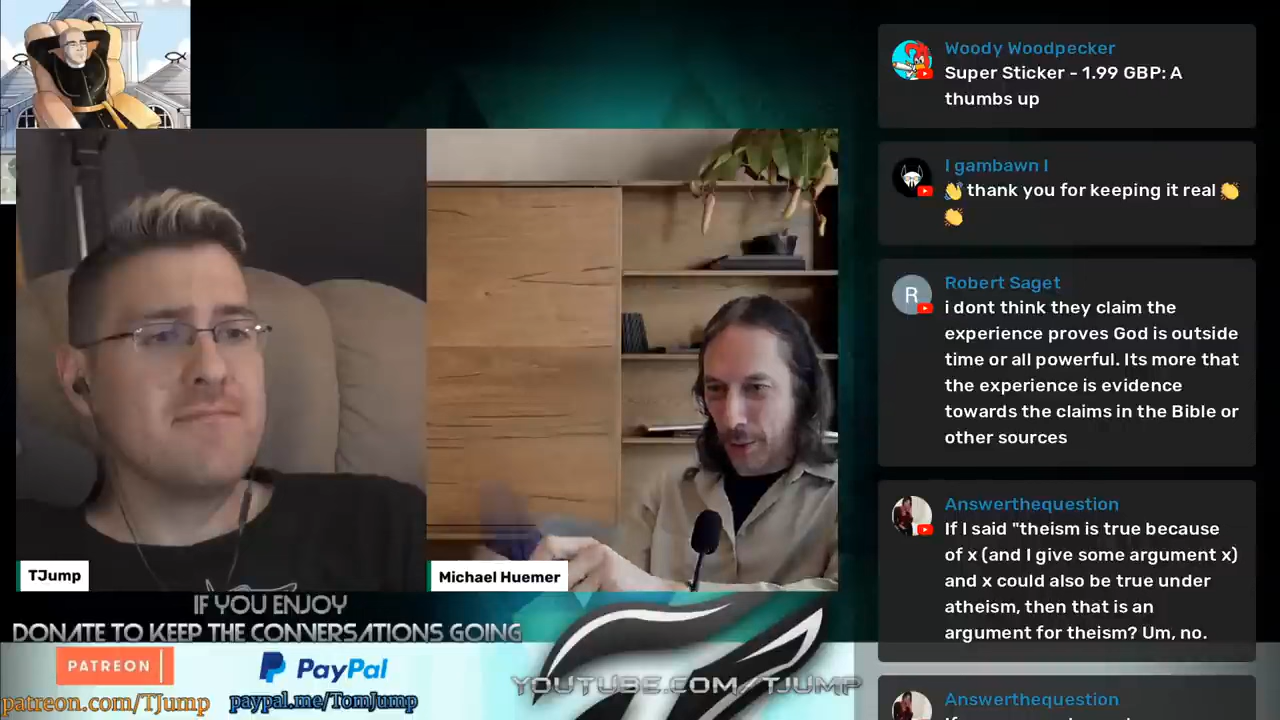 Woody Woodpecker
Super Sticker - 1.99 GBP: A
thumbs up
I gambawn I
👏 thank you for keeping it real 👏
👏
R
Robert Saget
i dont think they claim the
experience proves God is outside
time or all powerful. Its more that
the experience is evidence
towards the claims in the Bible or
other sources
Answerthequestion
If I said "theism is true because
of x (and I give some argument x)
and x could also be true under
atheism, then that is an
argument for theism? Um, no.
Answerthequestion
TJump
Michael Huemer
IF YOU ENJOY
DONATE TO KEEP THE CONVERSATIONS GOING
PATREON
PayPal
patreon.com/TJump
paypal.me/TomJump
YOUTUBE.COM/TJUMP